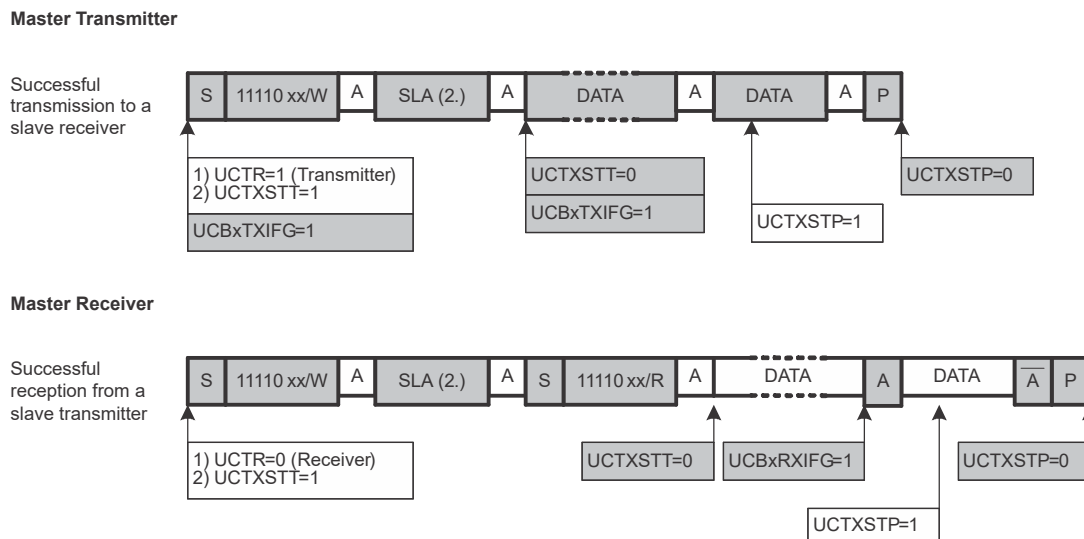 Master Transmitter
Successful
transmission to a
slave receiver
S 11110 xx/W A SLA (2.) A DATA A DATA A P
1) UCTR=1 (Transmitter)
2) UCTXSTT=1
UCBxTXIFG=1
UCTXSTT=0
UCBxTXIFG=1
UCTXSTP=1
UCTXSTP=0
Master Receiver
Successful
reception from a
slave transmitter
S 11110 xx/W A SLA (2.) A S 11110 xx/R A DATA A DATA A̅ P
1) UCTR=0 (Receiver)
2) UCTXSTT=1
UCTXSTT=0
UCBxRXIFG=1
UCTXSTP=0
UCTXSTP=1